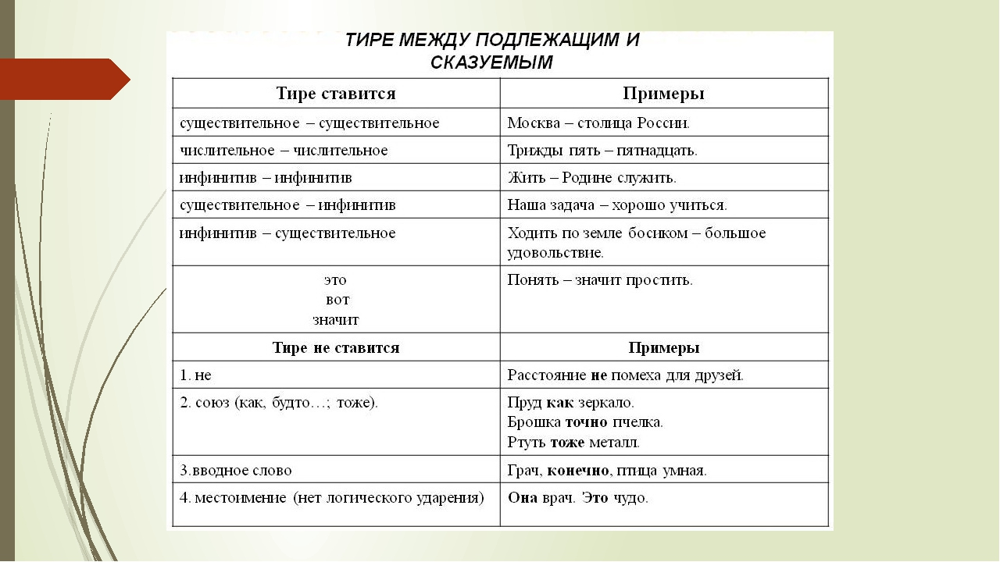 ТИРЕ МЕЖДУ ПОДЛЕЖАЩИМ И
СКАЗУЕМЫМ
Тире ставится Примеры
существительное – существительное Москва – столица России.
числительное – числительное Трижды пять – пятнадцать.
инфинитив – инфинитив Жить – Родине служить.
существительное – инфинитив Наша задача – хорошо учиться.
инфинитив – существительное Ходить по земле босиком – большое
удовольствие.
это Понять – значит простить.
вот
значит
Тире не ставится Примеры
1. не Расстояние не помеха для друзей.
2. союз (как, будто…; тоже). Пруд как зеркало.
Брошка точно пчелка.
Ртуть тоже металл.
3.вводное слово Грач, конечно, птица умная.
4. местоимение (нет логического ударения) Она врач. Это чудо.